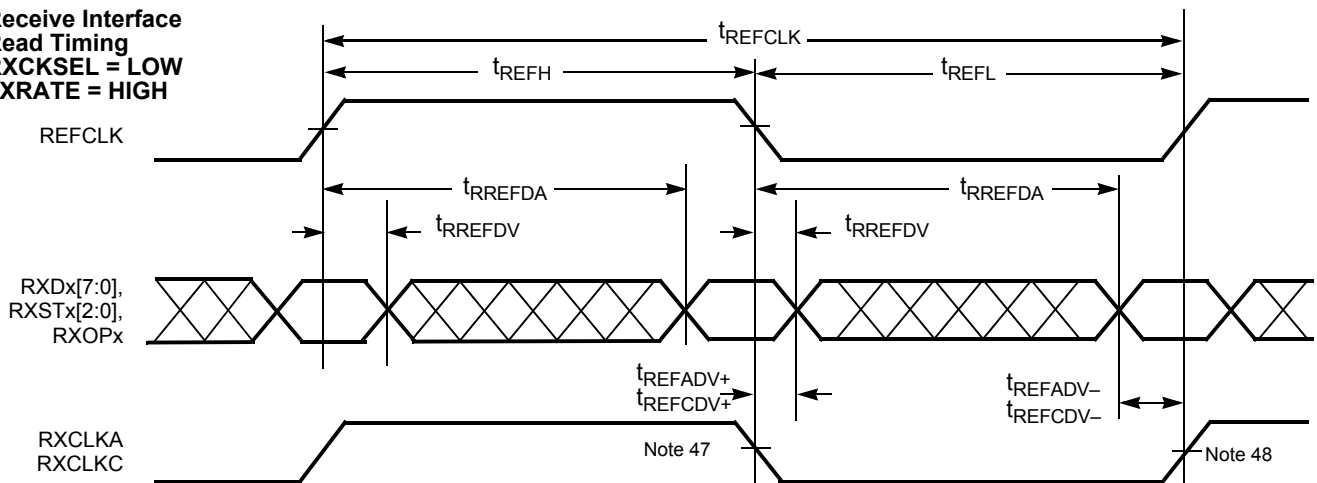 Receive Interface
Read Timing
RXCKSEL = LOW
XRATE = HIGH
tREFCLK
tREFH
tREFL
REFCLK
tRREFDA
tRREFDA
tRREFDV
tRREFDV
RXDx[7:0],
RXSTx[2:0],
RXOPx
tREFADV+
tREFCDV+
tREFADV–
tREFCDV–
RXCLKA
RXCLKC
Note 47
Note 48